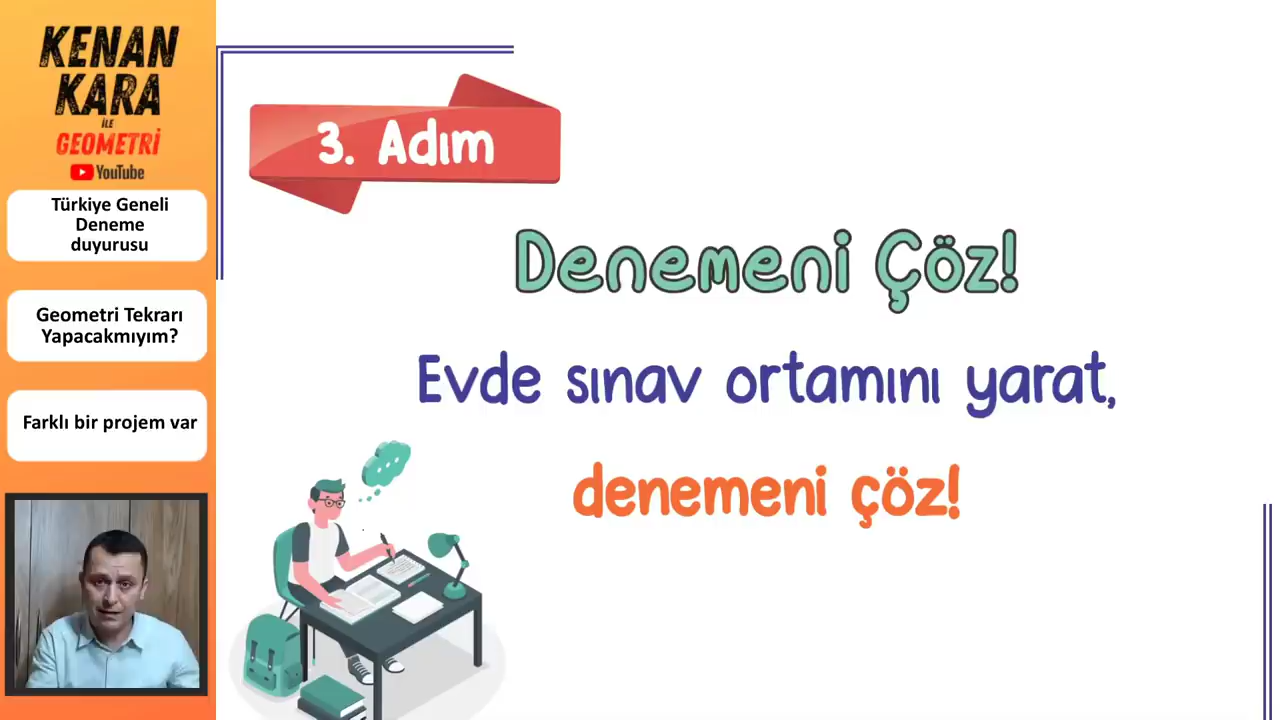 KENAN
KARA
İLE
GEOMETRİ
YouTube
Türkiye Geneli
Deneme
duyurusu
Geometri Tekrarı
Yapacakmıyım?
Farklı bir projem var
3. Adım
Denemeni Çöz!
Evde sınav ortamını yarat,
denemeni çöz!